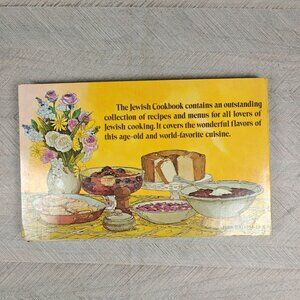 The Jewish Cookbook contains an outstanding
collection of recipes and menus for all lovers of
Jewish cooking. It covers the wonderful flavors of
this age-old and world-favorite cuisine.